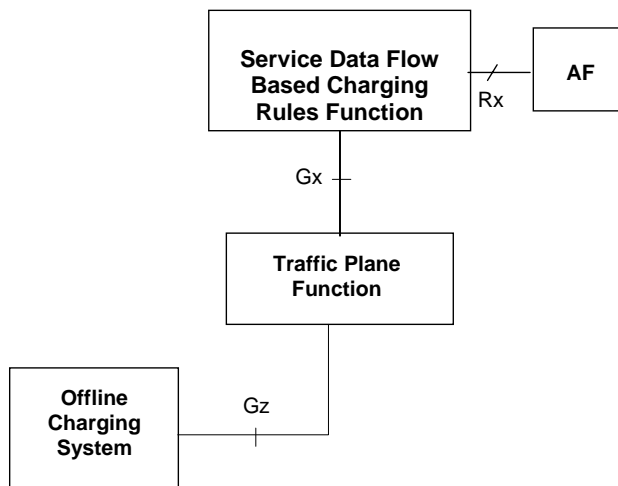 Service Data Flow
Based Charging
Rules Function
AF
Rx
Gx
Traffic Plane
Function
Offline
Charging
System
Gz